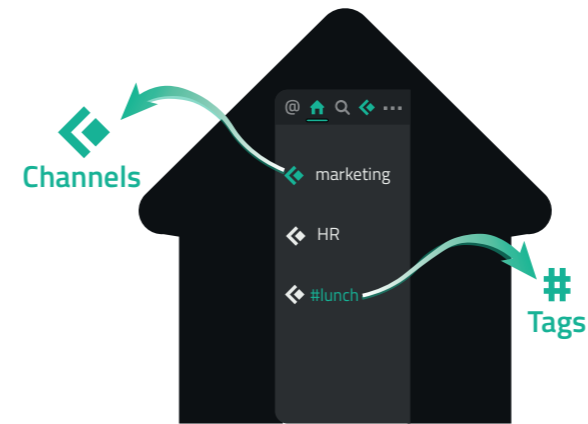 @
Channels
marketing
HR
#lunch
#
Tags